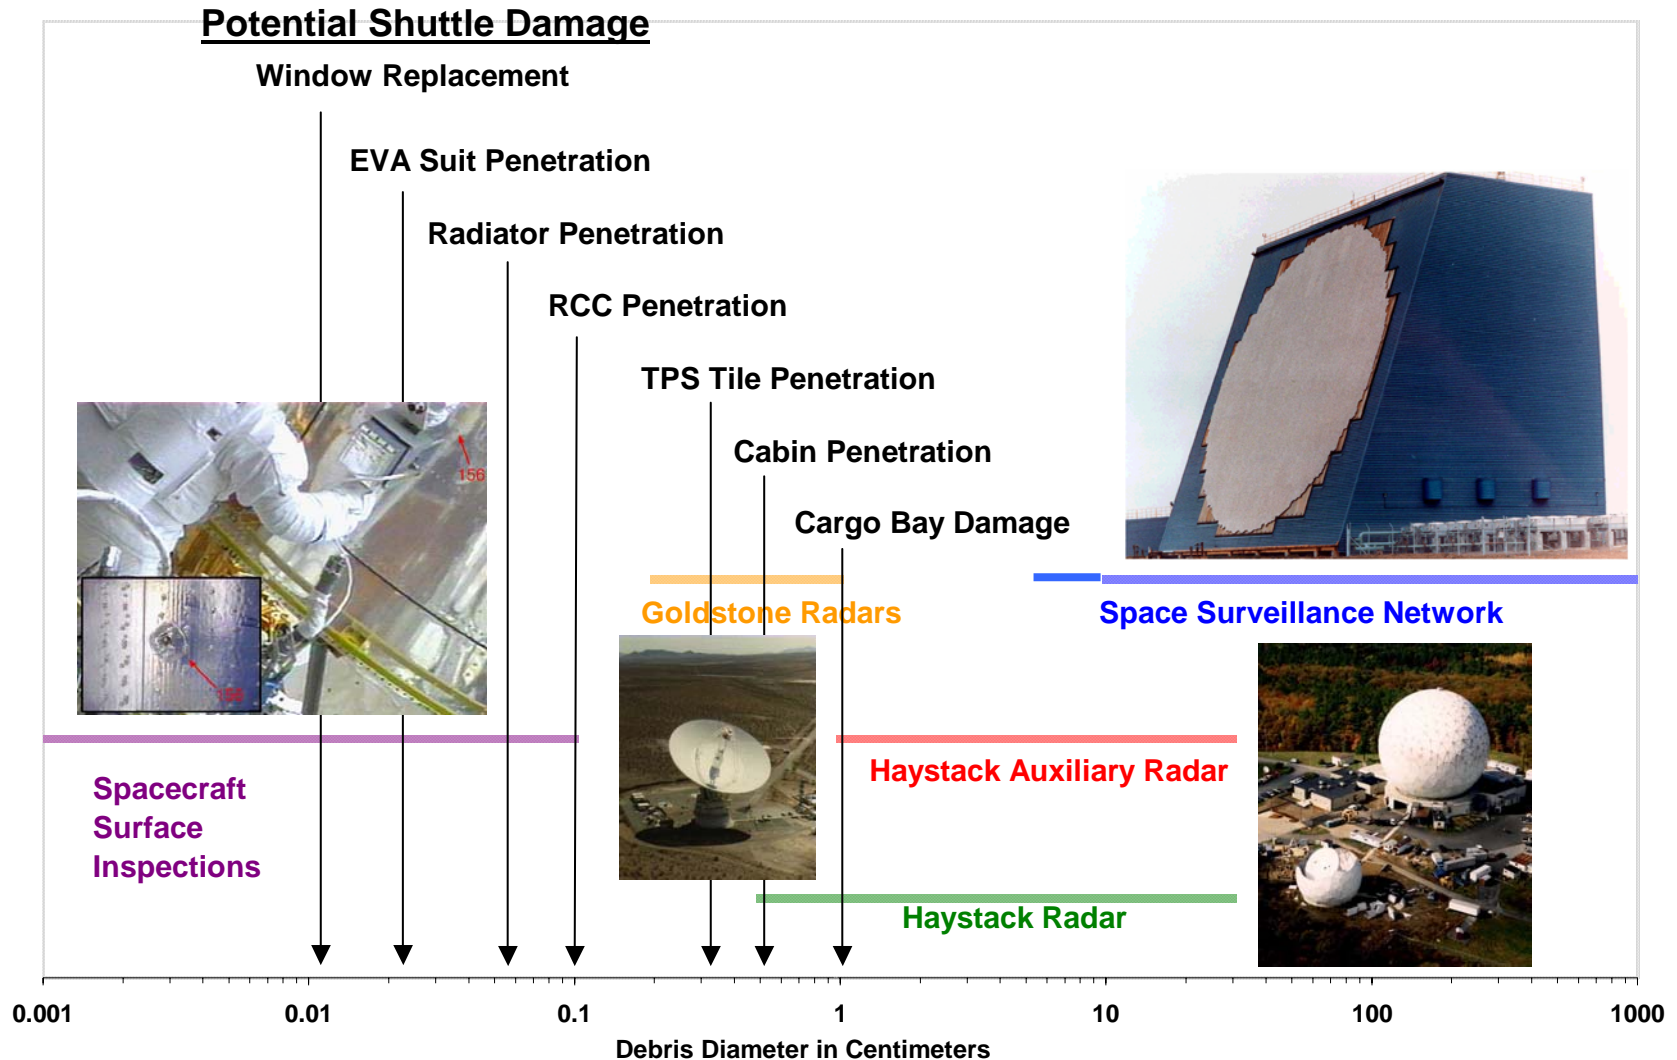 Potential Shuttle Damage
Window Replacement
EVA Suit Penetration
Radiator Penetration
RCC Penetration
TPS Tile Penetration
Cabin Penetration
Cargo Bay Damage
156
156
Goldstone Radars
Space Surveillance Network
Haystack Auxiliary Radar
Spacecraft
Surface
Inspections
Haystack Radar
0.001 0.01 0.1 1 10 100 1000
Debris Diameter in Centimeters